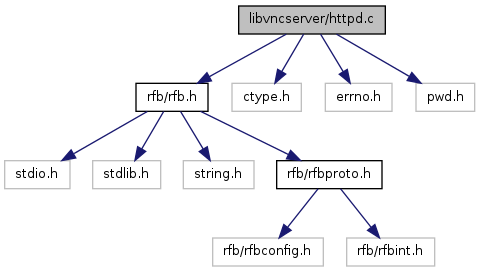 libvncserver/httpd.c
rfb/rfb.h
ctype.h
errno.h
pwd.h
stdio.h
stdlib.h
string.h
rfb/rfbproto.h
rfb/rfbconfig.h
rfb/rfbint.h